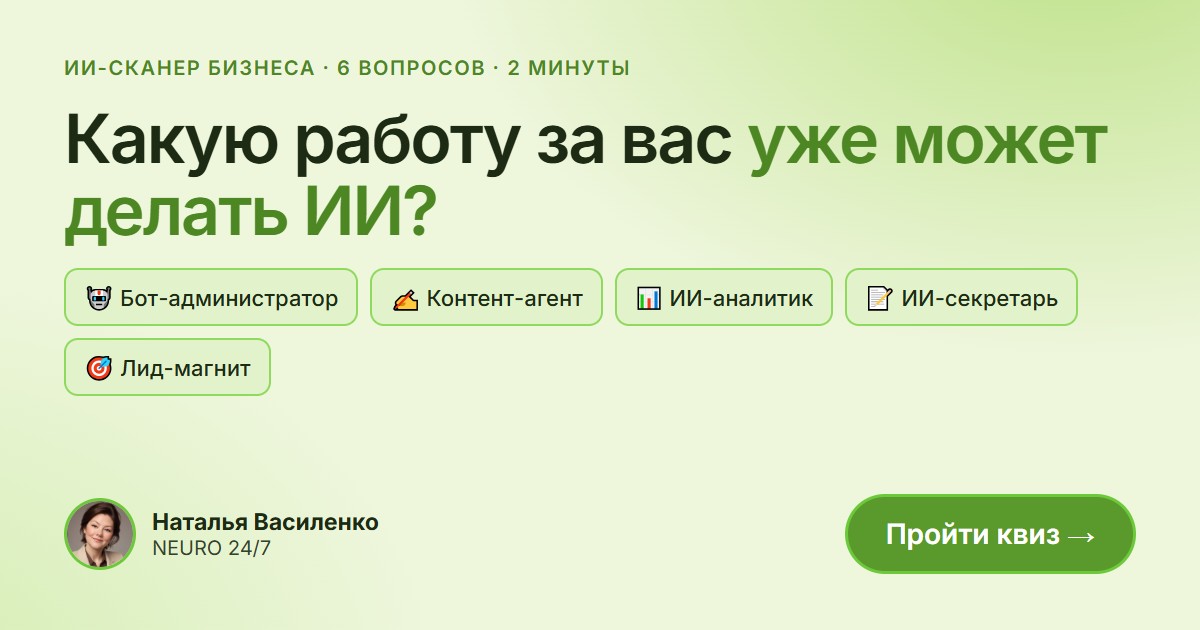 ИИ-СКАНЕР БИЗНЕСА · 6 ВОПРОСОВ · 2 МИНУТЫ
Какую работу за вас уже может
делать ИИ?
🤖 Бот-администратор ✍️ Контент-агент 📊 ИИ-аналитик 📝 ИИ-секретарь
🎯 Лид-магнит
Наталья Василенко
NEURO 24/7
Пройти квиз →